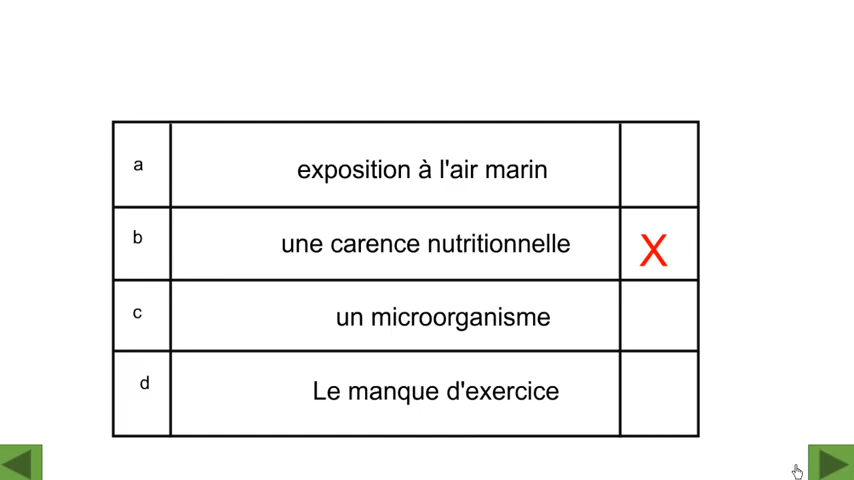 a exposition à l'air marin
b une carence nutritionnelle X
c un microorganisme
d Le manque d'exercice